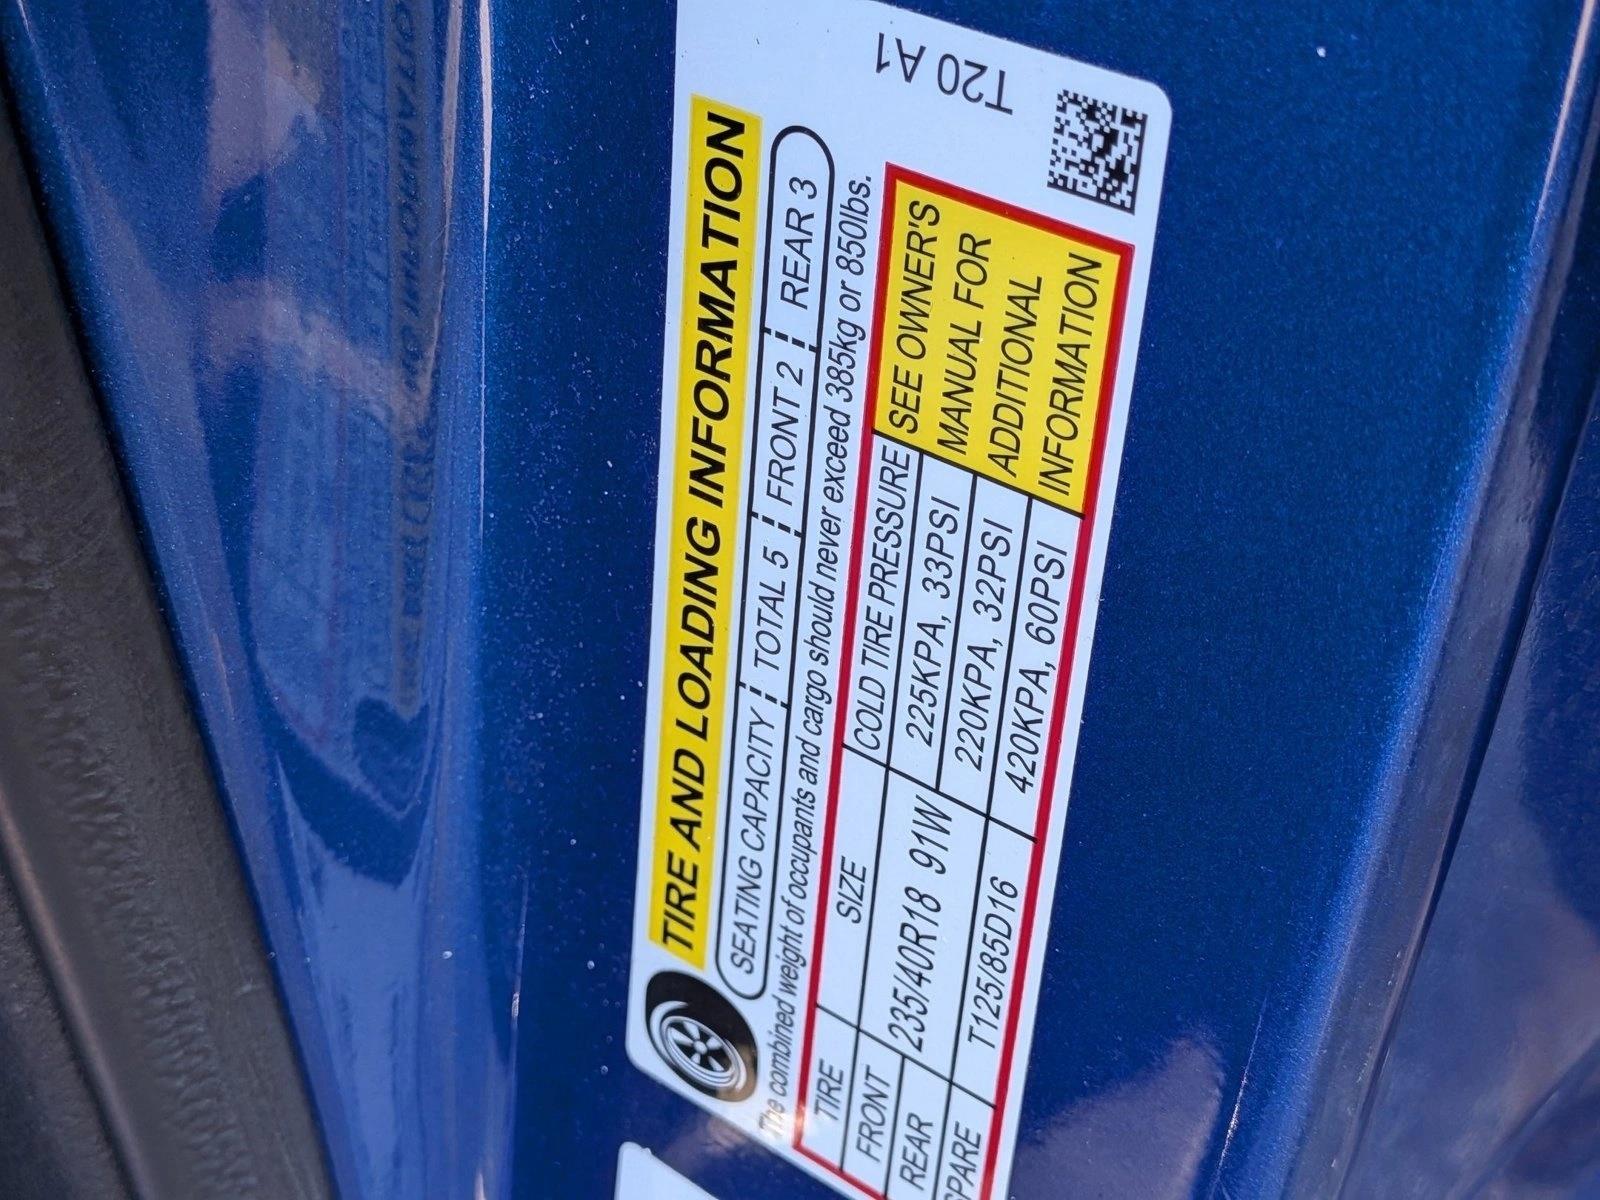 T20 A1
TIRE AND LOADING INFORMATION
SEATING CAPACITY TOTAL 5 FRONT 2 REAR 3
The combined weight of occupants and cargo should never exceed 385kg or 850lbs.
TIRE SIZE COLD TIRE PRESSURE
FRONT 235/40R18 91W 225KPA, 33PSI
REAR 220KPA, 32PSI
SPARE T125/85D16 420KPA, 60PSI
SEE OWNER'S
MANUAL FOR
ADDITIONAL
INFORMATION